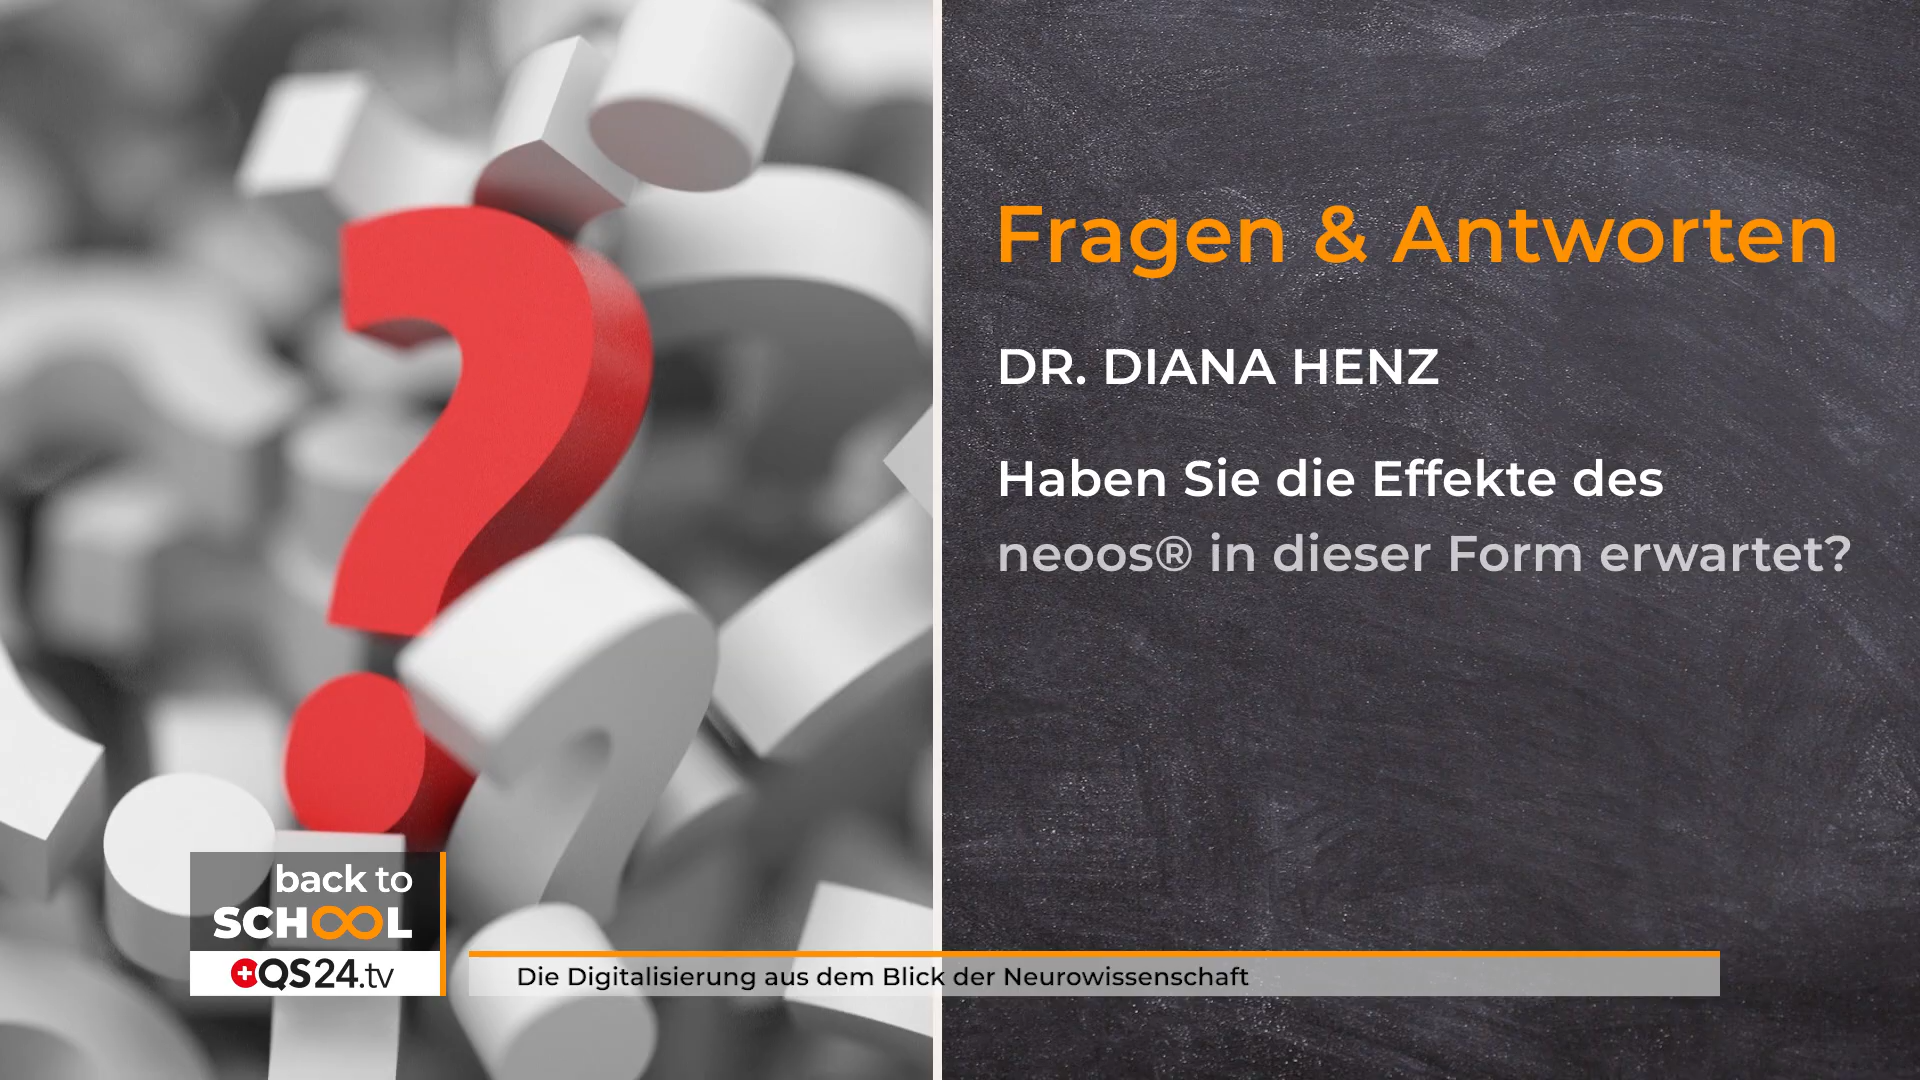 Fragen & Antworten
DR. DIANA HENZ
Haben Sie die Effekte des
neoos® in dieser Form erwartet?
back to
SCHOOL
QS24.tv
Die Digitalisierung aus dem Blick der Neurowissenschaft